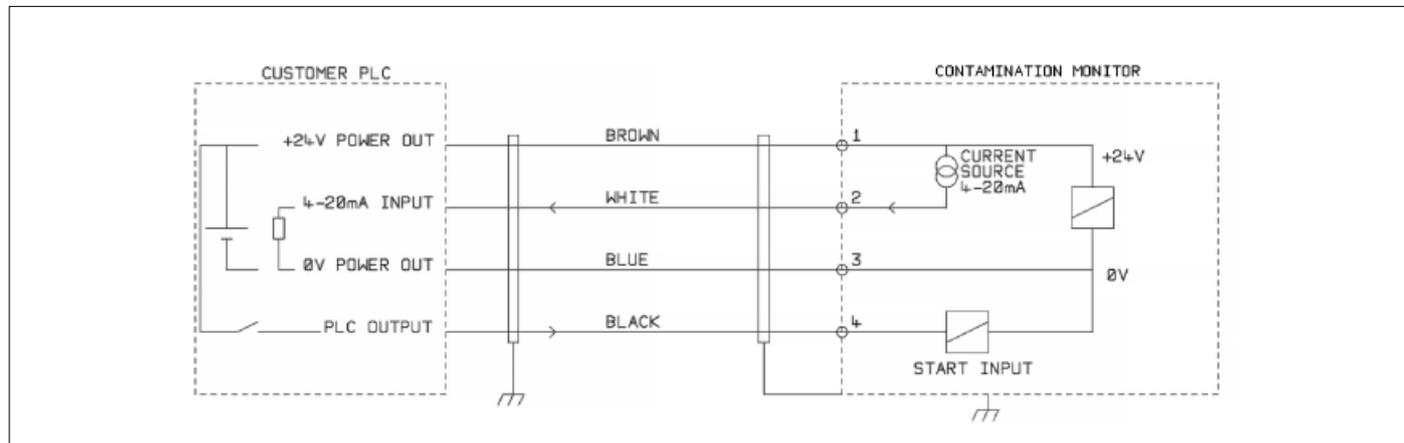 CUSTOMER PLC
CONTAMINATION MONITOR
+24V POWER OUT
BROWN
1
CURRENT
SOURCE
4-20mA
+24V
4-20mA INPUT
WHITE
2
0V POWER OUT
BLUE
3
0V
PLC OUTPUT
BLACK
4
START INPUT